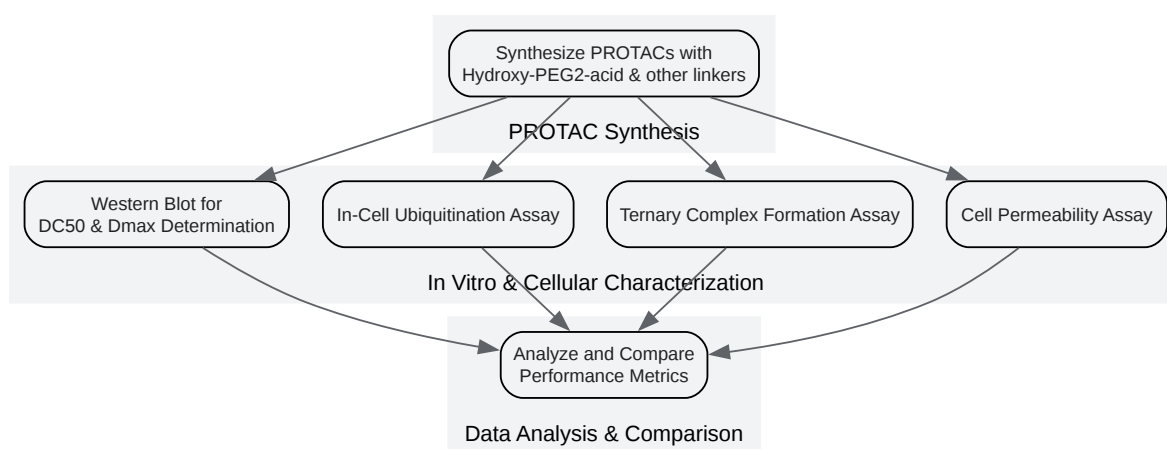 Synthesize PROTACs with
Hydroxy-PEG2-acid & other linkers
PROTAC Synthesis
Western Blot for
DC50 & Dmax Determination
In-Cell Ubiquitination Assay
Ternary Complex Formation Assay
Cell Permeability Assay
In Vitro & Cellular Characterization
Analyze and Compare
Performance Metrics
Data Analysis & Comparison